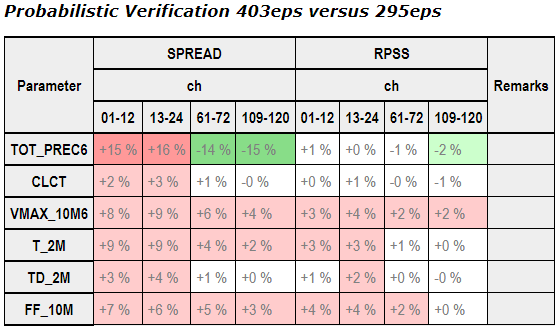 Probabilistic Verification 403eps versus 295eps
Parameter SPREAD RPSS Remarks
ch ch
01-12 13-24 61-72 109-120 01-12 13-24 61-72 109-120
TOT_PREC6 +15 % +16 % -14 % -15 % +1 % +0 % -1 % -2 %
CLCT +2 % +3 % +1 % -0 % +0 % +1 % -0 % -1 %
VMAX_10M6 +8 % +9 % +6 % +4 % +3 % +4 % +2 % +2 %
T_2M +9 % +9 % +4 % +2 % +3 % +3 % +1 % +0 %
TD_2M +3 % +4 % +1 % +0 % +1 % +2 % +0 % -0 %
FF_10M +7 % +6 % +5 % +3 % +4 % +4 % +2 % +0 %